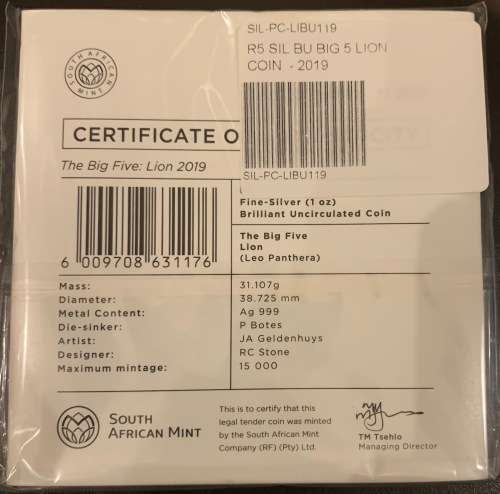 SOUTH AFRICAN MINT
SIL-PC-LIBU119
R5 SIL BU BIG 5 LION
COIN - 2019
SIL-PC-LIBU119
CERTIFICATE O
CITY
The Big Five: Lion 2019
6 009708 631176
Fine-Silver (1 oz)
Brilliant Uncirculated Coin
The Big Five
Lion
(Leo Panthera)
Mass: 31.107g
Diameter: 38.725 mm
Metal Content: Ag 999
Die-sinker: P Botes
Artist: JA Geldenhuys
Designer: RC Stone
Maximum mintage: 15 000
SOUTH
AFRICAN MINT
This is to certify that this
legal tender coin was minted
by the South African Mint
Company (RF) (Pty) Ltd.
TM Tsehlo
Managing Director